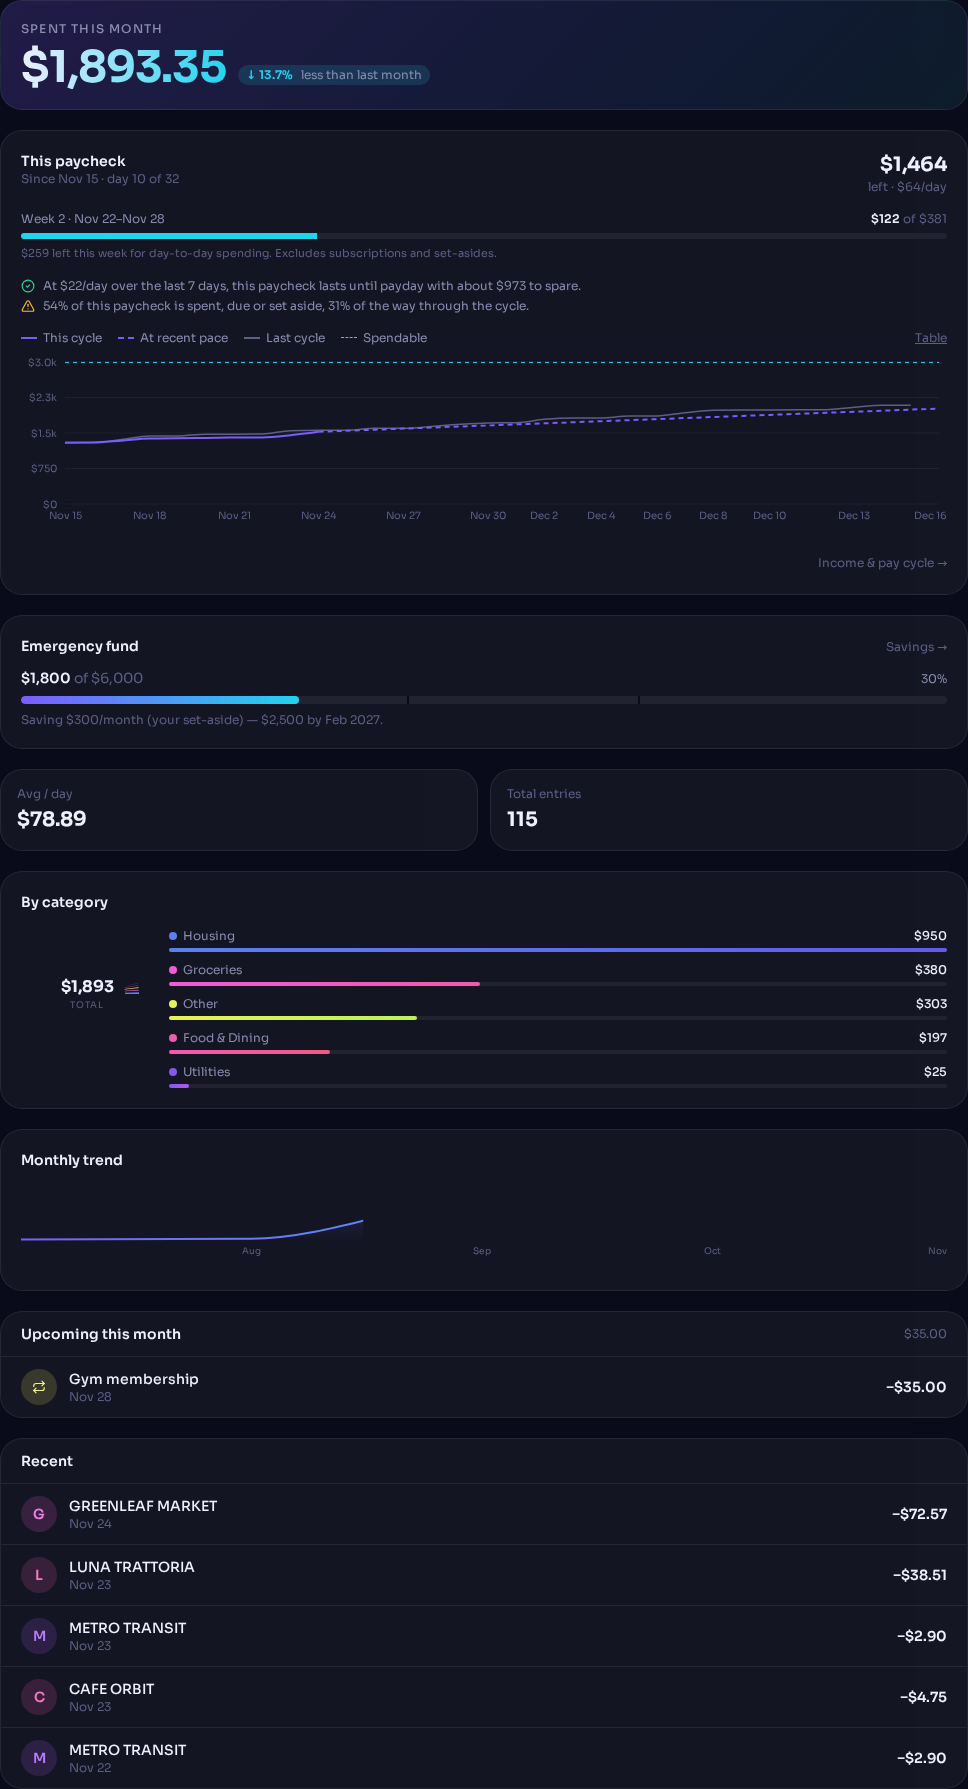 SPENT THIS MONTH
$1,893.35 ↓ 13.7% less than last month
This paycheck
$1,464
Since Nov 15 · day 10 of 32
left · $64/day
Week 2 · Nov 22–Nov 28
$122 of $381
$259 left this week for day-to-day spending. Excludes subscriptions and set-asides.
At $22/day over the last 7 days, this paycheck lasts until payday with about $973 to spare.
54% of this paycheck is spent, due or set aside, 31% of the way through the cycle.
This cycle At recent pace Last cycle Spendable
Table
$3.0k
$2.3k
$1.5k
$750
$0
Nov 15 Nov 18 Nov 21 Nov 24 Nov 27 Nov 30 Dec 2 Dec 4 Dec 6 Dec 8 Dec 10 Dec 13 Dec 16
Income & pay cycle →
Emergency fund
Savings →
$1,800 of $6,000
30%
Saving $300/month (your set-aside) — $2,500 by Feb 2027.
Avg / day
$78.89
Total entries
115
By category
$1,893
TOTAL
Housing $950
Groceries $380
Other $303
Food & Dining $197
Utilities $25
Monthly trend
Aug Sep Oct Nov
Upcoming this month $35.00
Gym membership
Nov 28
−$35.00
Recent
G
GREENLEAF MARKET
Nov 24
−$72.57
L
LUNA TRATTORIA
Nov 23
−$38.51
M
METRO TRANSIT
Nov 23
−$2.90
C
CAFE ORBIT
Nov 23
−$4.75
M
METRO TRANSIT
Nov 22
−$2.90